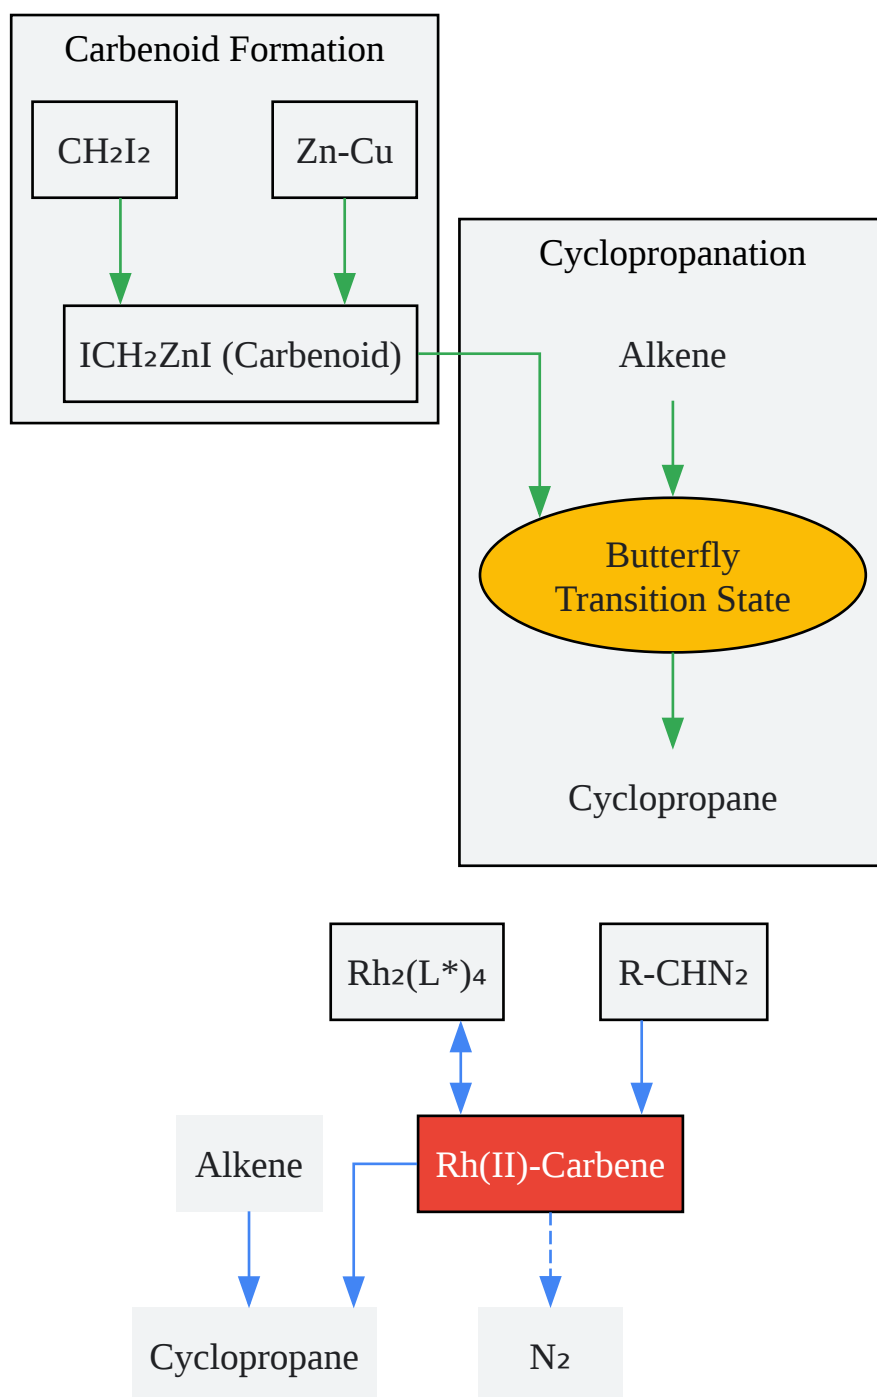 Carbenoid Formation
CH₂I₂
Zn-Cu
ICH₂ZnI (Carbenoid)
Cyclopropanation
Alkene
Butterfly
Transition State
Cyclopropane
Rh₂(L*)₄
R-CHN₂
Alkene
Rh(II)-Carbene
Cyclopropane
N₂